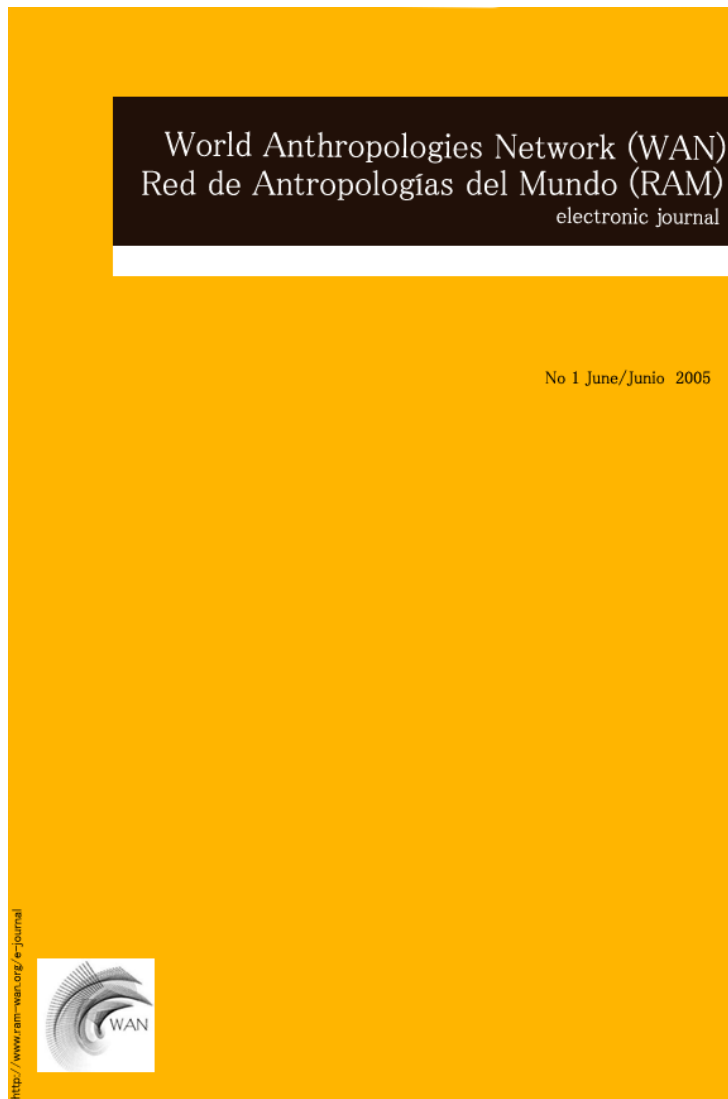 World Anthropologies Network (WAN)
Red de Antropologías del Mundo (RAM)
electronic journal
No 1 June/Junio 2005
http://www.ram-wan.org/e-journal
WAN